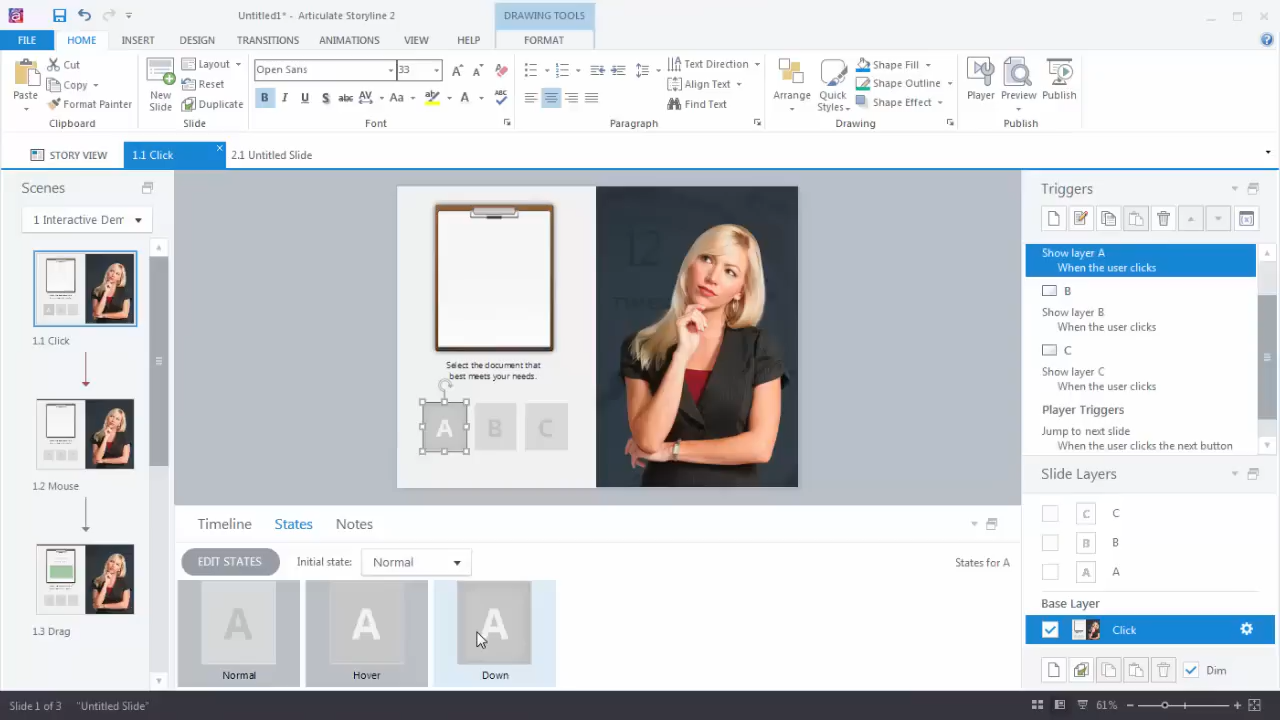 Untitled1* - Articulate Storyline 2
DRAWING TOOLS
FILE
HOME
INSERT
DESIGN
TRANSITIONS
ANIMATIONS
VIEW
HELP
FORMAT
Paste
Cut
Copy
Format Painter
Clipboard
New
Slide
Layout
Reset
Duplicate
Slide
Open Sans
33
B I U S abc AV Aa A ABC
Font
Text Direction
Align Text
Find Text
Paragraph
Arrange
Quick
Styles
Shape Fill
Shape Outline
Shape Effect
Drawing
Player
Preview
Publish
Publish
STORY VIEW
1.1 Click
2.1 Untitled Slide
Scenes
1 Interactive Dem
1.1 Click
1.2 Mouse
1.3 Drag
Select the document that
best meets your needs.
A
B
C
12
Timeline
States
Notes
EDIT STATES
Initial state:
Normal
States for A
A
A
A
Normal
Hover
Down
Triggers
Show layer A
When the user clicks
B
Show layer B
When the user clicks
C
Show layer C
When the user clicks
Player Triggers
Jump to next slide
When the user clicks the next button
Slide Layers
C C
B B
A A
Base Layer
Click
Dim
Slide 1 of 3
"Untitled Slide"
61%